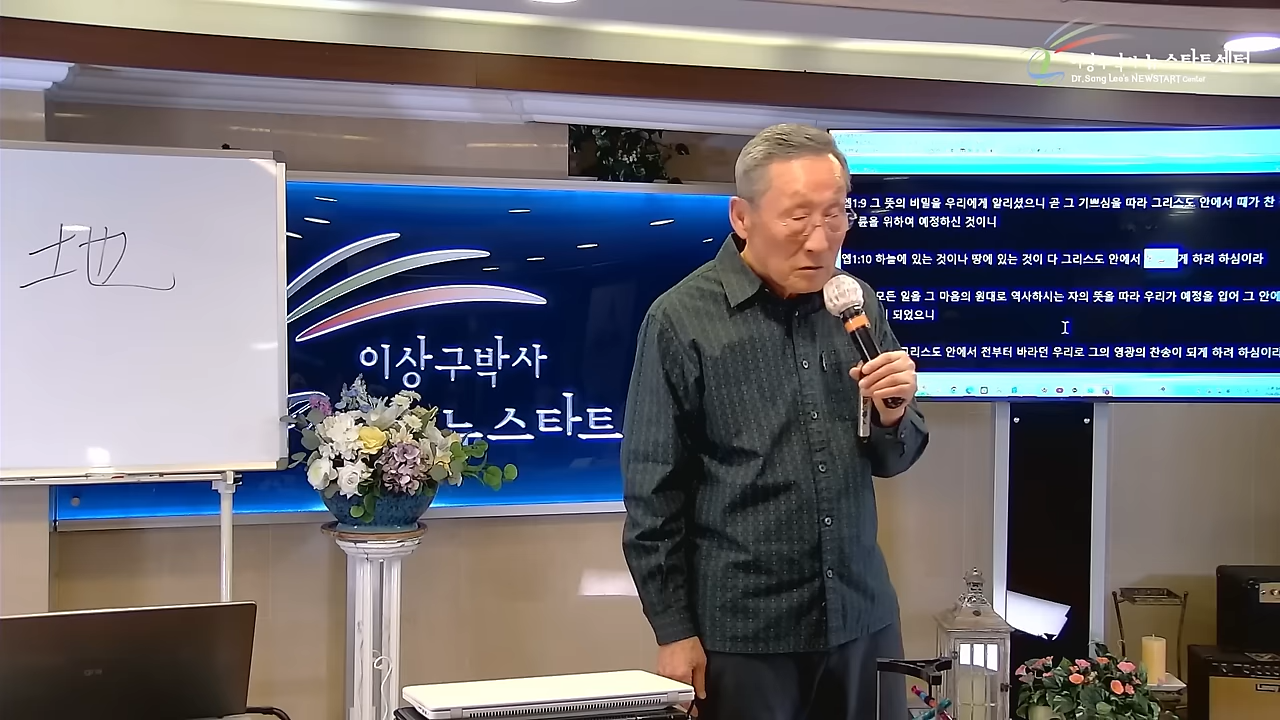 스타트센터
Dr. Sang Lee's NEWSTART Center
地
이상구박사
뉴스타트
엡1:9 그 뜻의 비밀을 우리에게 알리셨으니 곧 그 기쁘심을 따라 그리스도 안에서 때가 찬
륜을 위하여 예정하신 것이니
엡1:10 하늘에 있는 것이나 땅에 있는 것이 다 그리스도 안에서 게 하려 하심이라
모든 일을 그 마음의 원대로 역사하시는 자의 뜻을 따라 우리가 예정을 입어 그 안에
되었으니
그리스도 안에서 전부터 바라던 우리로 그의 영광의 찬송이 되게 하려 하심이라